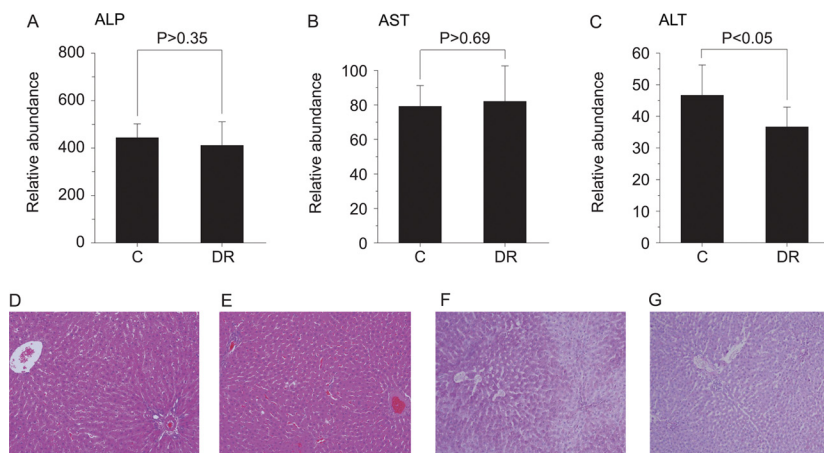 A ALP
P>0.35
Relative abundance
800
600
400
200
0
C DR
B AST
P>0.69
Relative abundance
100
80
60
40
20
0
C DR
C ALT
P<0.05
Relative abundance
60
50
40
30
20
10
0
C DR
D E F G